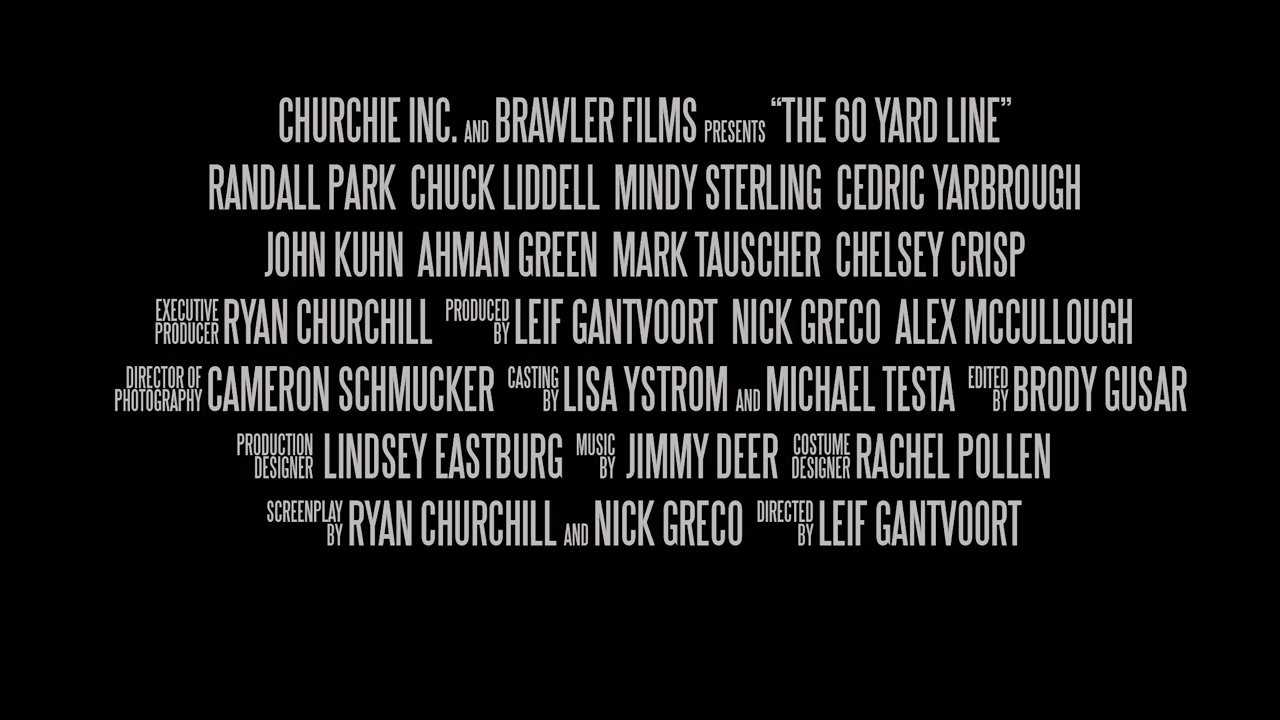 CHURCHIE INC. AND BRAWLER FILMS PRESENTS “THE 60 YARD LINE”
RANDALL PARK CHUCK LIDDELL MINDY STERLING CEDRIC YARBROUGH
JOHN KUHN AHMAN GREEN MARK TAUSCHER CHELSEY CRISP
EXECUTIVE PRODUCER RYAN CHURCHILL PRODUCED BY LEIF GANTVOORT NICK GRECO ALEX MCCULLOUGH
DIRECTOR OF PHOTOGRAPHY CAMERON SCHMUCKER CASTING BY LISA YSTROM AND MICHAEL TESTA EDITED BY BRODY GUSAR
PRODUCTION DESIGNER LINDSEY EASTBURG MUSIC BY JIMMY DEER COSTUME DESIGNER RACHEL POLLEN
SCREENPLAY BY RYAN CHURCHILL AND NICK GRECO DIRECTED BY LEIF GANTVOORT